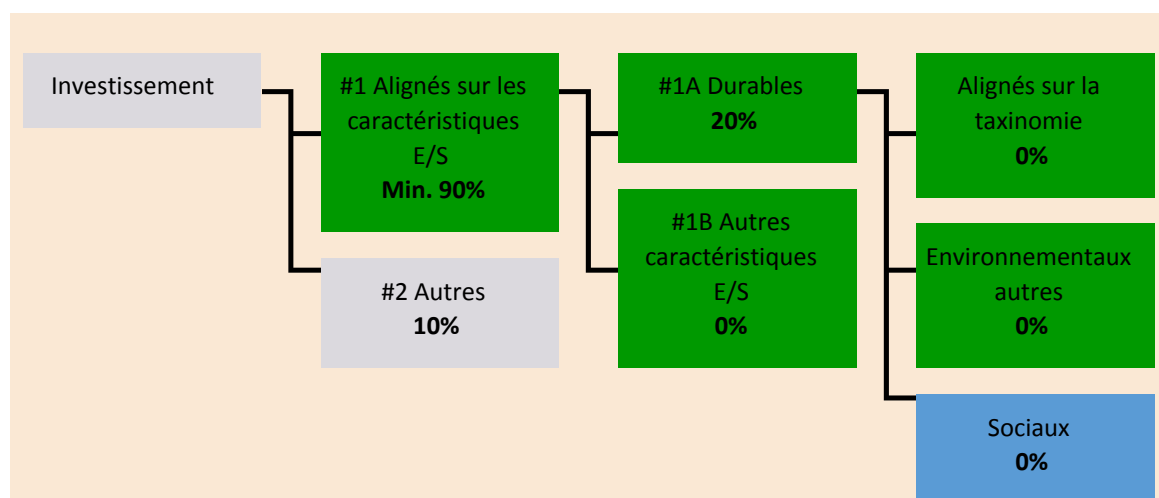 Investissement
#1 Alignés sur les
caractéristiques
E/S
Min. 90%
#2 Autres
10%
#1A Durables
20%
#1B Autres
caractéristiques
E/S
0%
Alignés sur la
taxinomie
0%
Environnementaux
autres
0%
Sociaux
0%